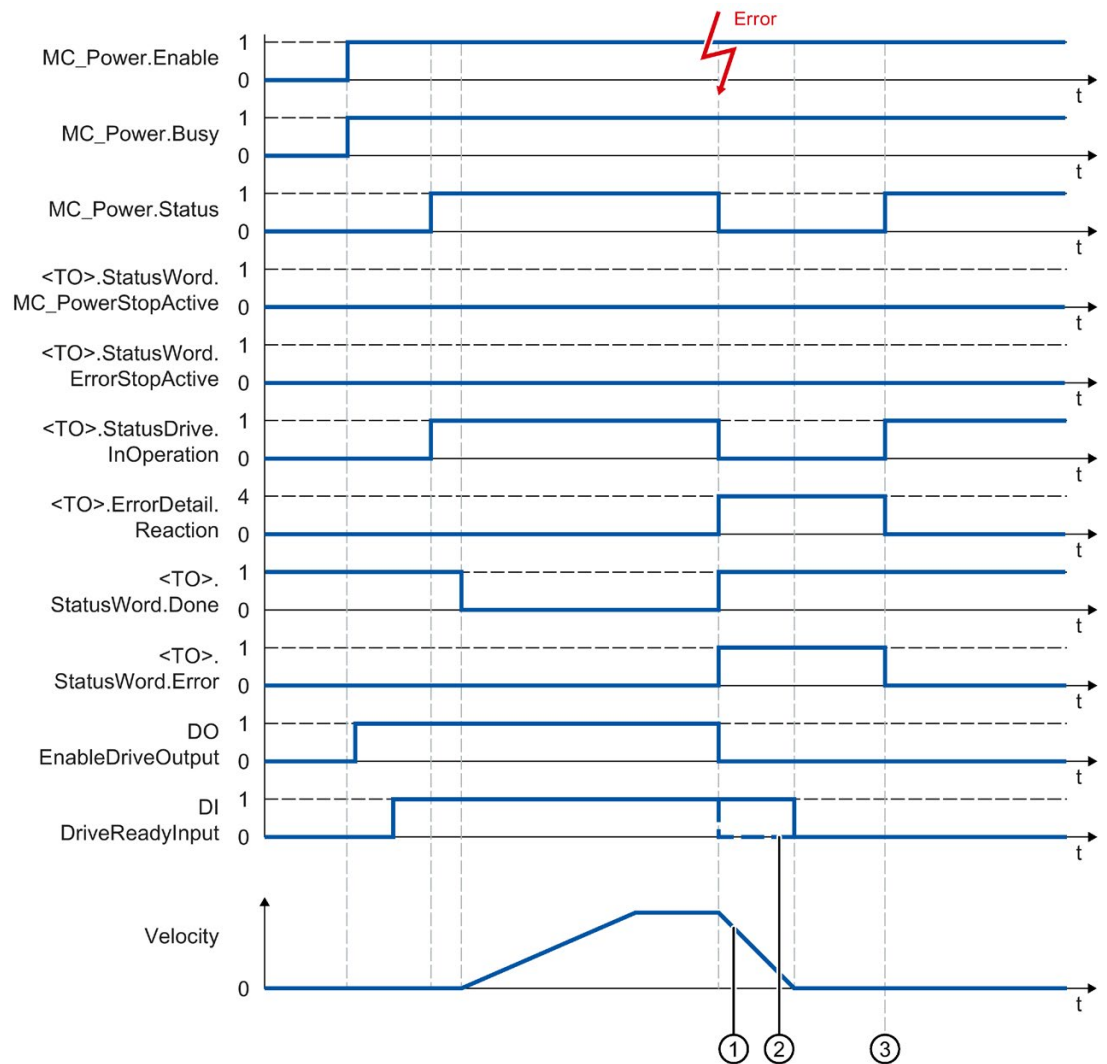 Error
MC_Power.Enable
1
0
t
MC_Power.Busy
1
0
t
MC_Power.Status
1
0
t
<TO>.StatusWord.
MC_PowerStopActive
1
0
t
<TO>.StatusWord.
ErrorStopActive
1
0
t
<TO>.StatusDrive.
InOperation
1
0
t
<TO>.ErrorDetail.
Reaction
4
0
t
<TO>.
StatusWord.Done
1
0
t
<TO>.
StatusWord.Error
1
0
t
DO
EnableDriveOutput
1
0
t
DI
DriveReadyInput
1
0
t
Velocity
0
t
① ② ③